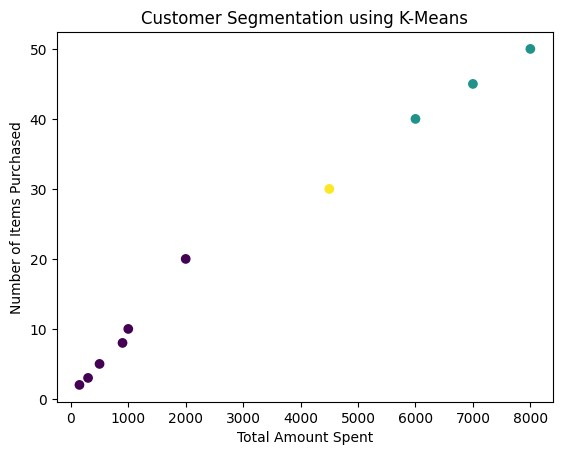 Customer Segmentation using K-Means
Number of Items Purchased
50
40
30
20
10
0
0 1000 2000 3000 4000 5000 6000 7000 8000
Total Amount Spent